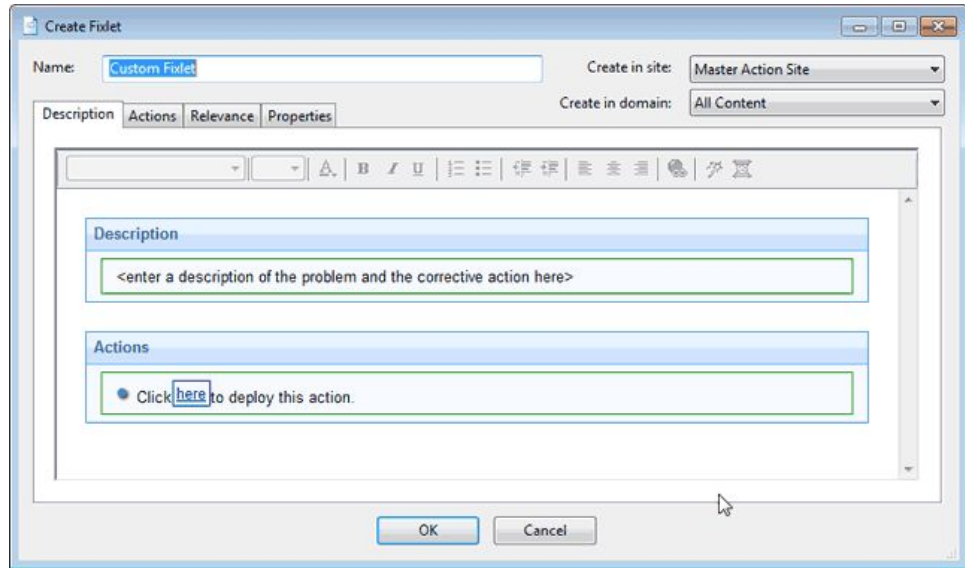 Create Fixlet
Name: Custom Fixlet Create in site: Master Action Site
Create in domain: All Content
Description Actions Relevance Properties
A B I U
Description
<enter a description of the problem and the corrective action here>
Actions
Click here to deploy this action.
OK Cancel